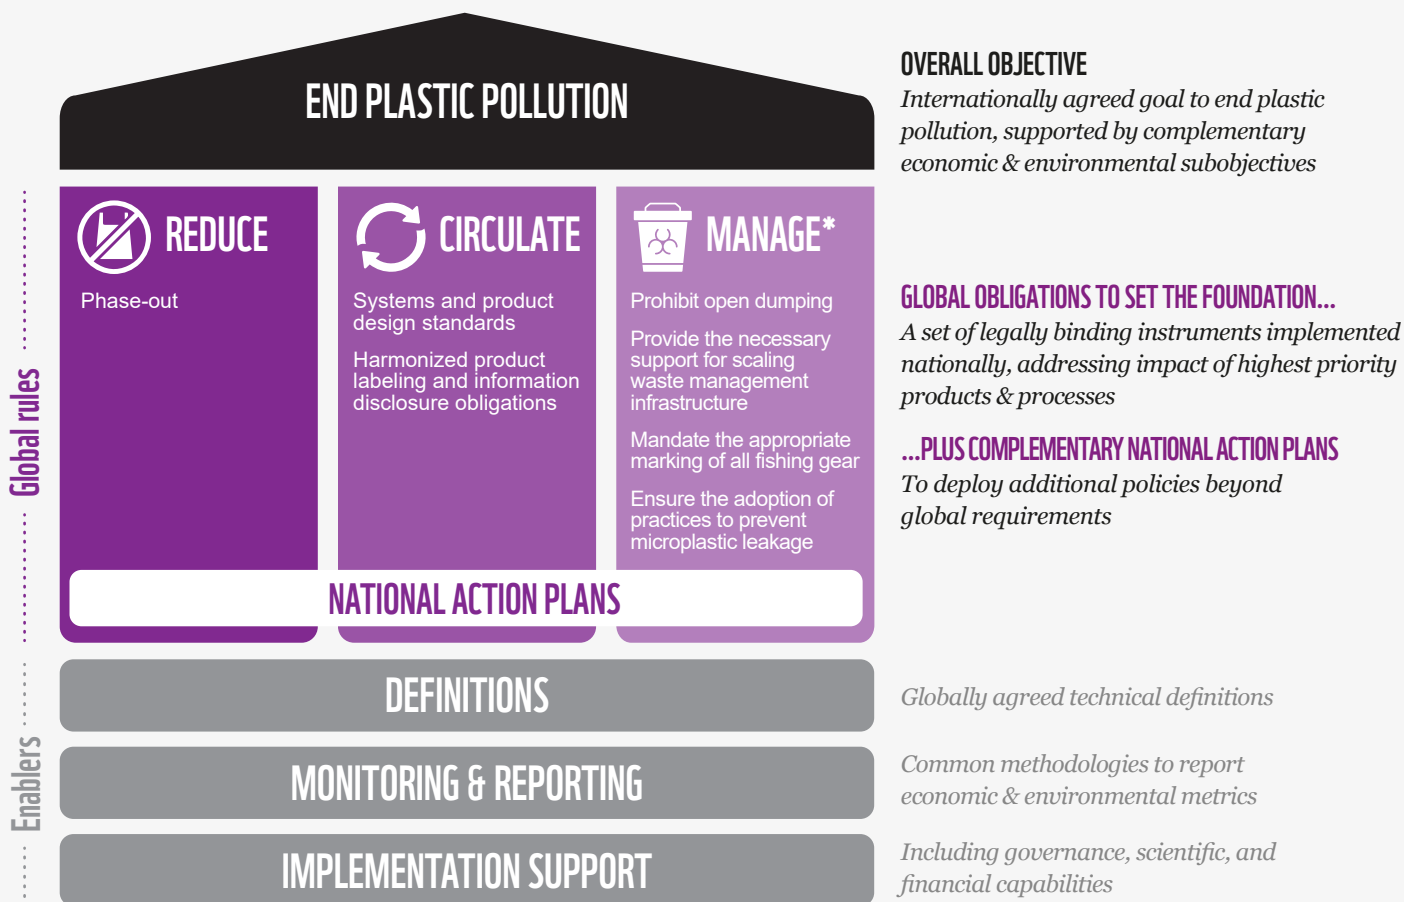 END PLASTIC POLLUTION
OVERALL OBJECTIVE
Internationally agreed goal to end plastic
pollution, supported by complementary
economic & environmental subobjectives
Global rules
REDUCE
Phase-out
CIRCULATE
Systems and product
design standards
Harmonized product
labeling and information
disclosure obligations
MANAGE*
Prohibit open dumping
Provide the necessary
support for scaling
waste management
infrastructure
Mandate the appropriate
marking of all fishing gear
Ensure the adoption of
practices to prevent
microplastic leakage
NATIONAL ACTION PLANS
GLOBAL OBLIGATIONS TO SET THE FOUNDATION...
A set of legally binding instruments implemented
nationally, addressing impact of highest priority
products & processes
...PLUS COMPLEMENTARY NATIONAL ACTION PLANS
To deploy additional policies beyond
global requirements
Enablers
DEFINITIONS
Globally agreed technical definitions
MONITORING & REPORTING
Common methodologies to report
economic & environmental metrics
IMPLEMENTATION SUPPORT
Including governance, scientific, and
financial capabilities